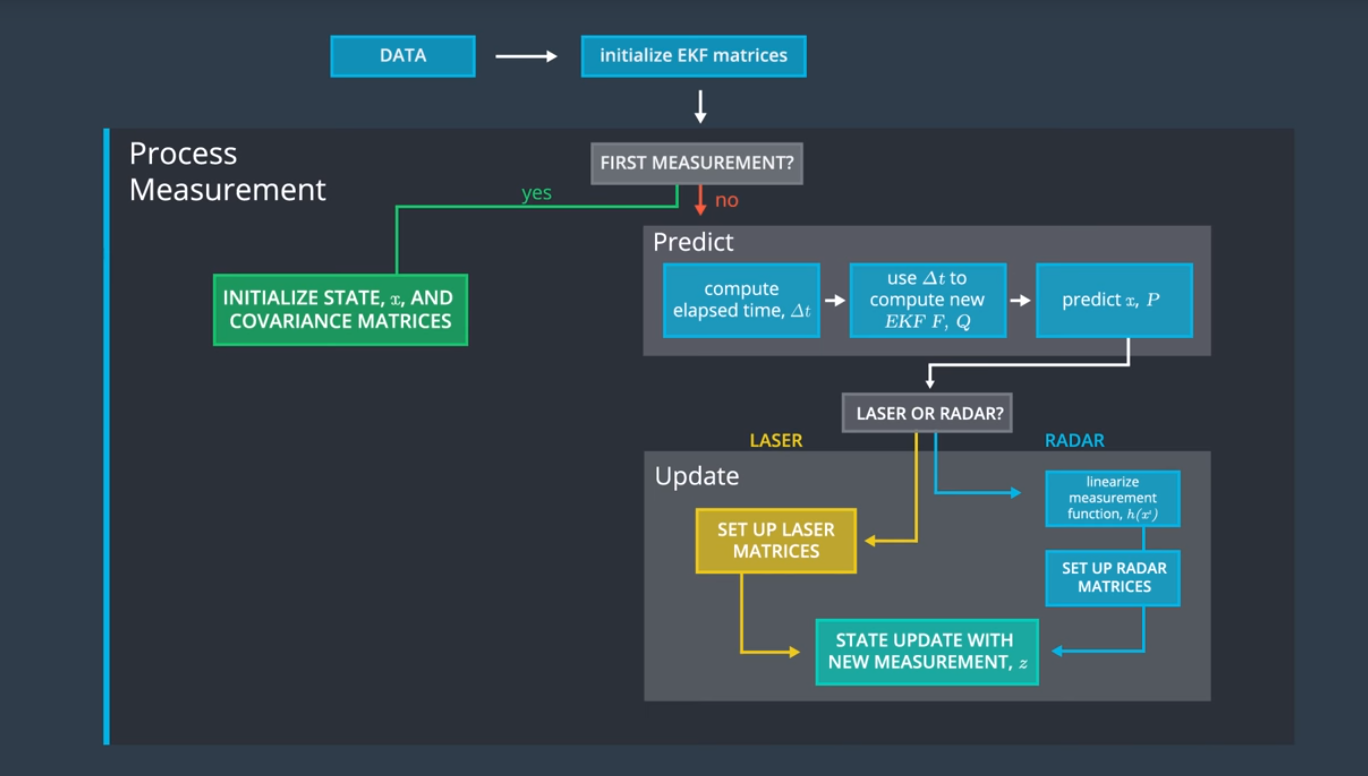 DATA
initialize EKF matrices
Process
Measurement
FIRST MEASUREMENT?
yes
no
INITIALIZE STATE, x, AND
COVARIANCE MATRICES
Predict
compute
elapsed time, Δt
use Δt to
compute new
EKF F, Q
predict x, P
LASER OR RADAR?
LASER
RADAR
Update
linearize
measurement
function, h(x')
SET UP LASER
MATRICES
SET UP RADAR
MATRICES
STATE UPDATE WITH
NEW MEASUREMENT, z